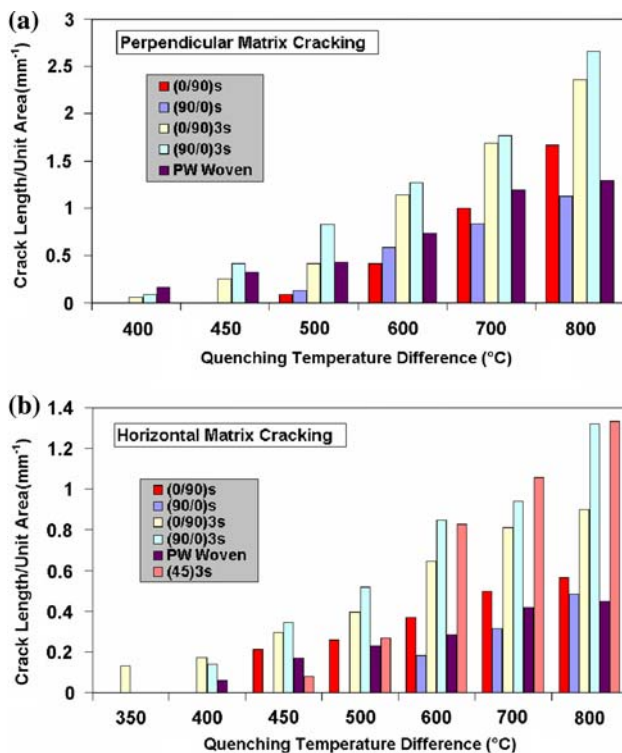 (a)
3
Perpendicular Matrix Cracking
2.5
(0/90)s
(90/0)s
2
(0/90)3s
(90/0)3s
1.5
PW Woven
1
0.5
0
Crack Length/Unit Area(mm⁻¹)
400 450 500 600 700 800
Quenching Temperature Difference (°C)
(b)
1.4
Horizontal Matrix Cracking
1.2
(0/90)s
1
(90/0)s
(0/90)3s
0.8
(90/0)3s
PW Woven
0.6
(45)3s
0.4
0.2
0
Crack Length/Unit Area(mm⁻¹)
350 400 450 500 600 700 800
Quenching Temperature Difference (°C)